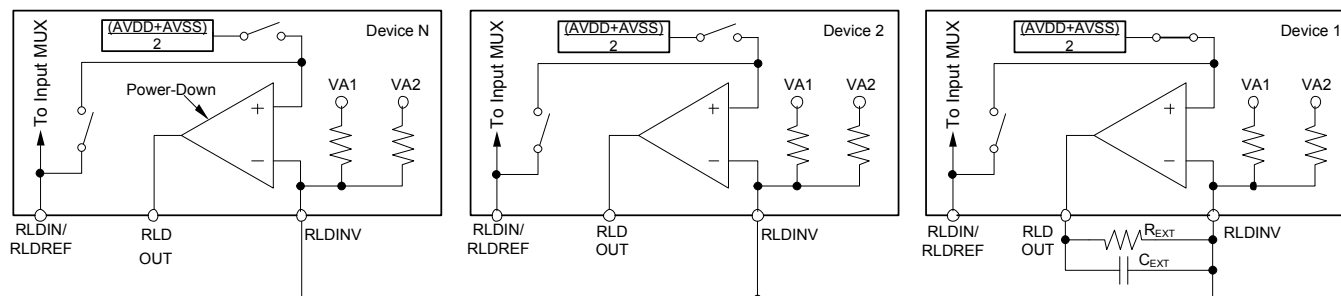 (AVDD+AVSS)
2
Device N
To Input MUX
Power-Down
VA1
VA2
+
−
RLDIN/
RLDREF
RLD
OUT
RLDINV
(AVDD+AVSS)
2
Device 2
To Input MUX
VA1
VA2
+
−
RLDIN/
RLDREF
RLD
OUT
RLDINV
(AVDD+AVSS)
2
Device 1
To Input MUX
VA1
VA2
+
−
RLDIN/
RLDREF
RLD
OUT
RLDINV
REXT
CEXT